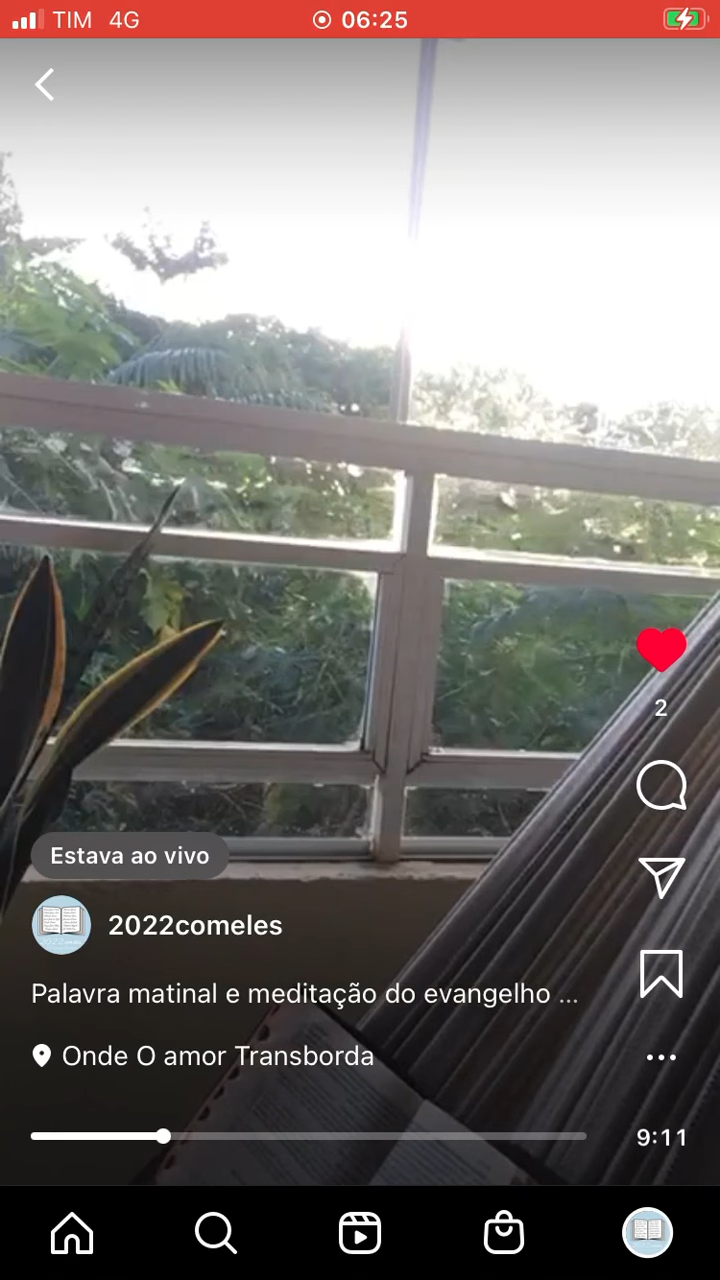 TIM 4G 06:25
Estava ao vivo
2022comeles
2
Palavra matinal e meditação do evangelho ...
Onde O amor Transborda
9:11